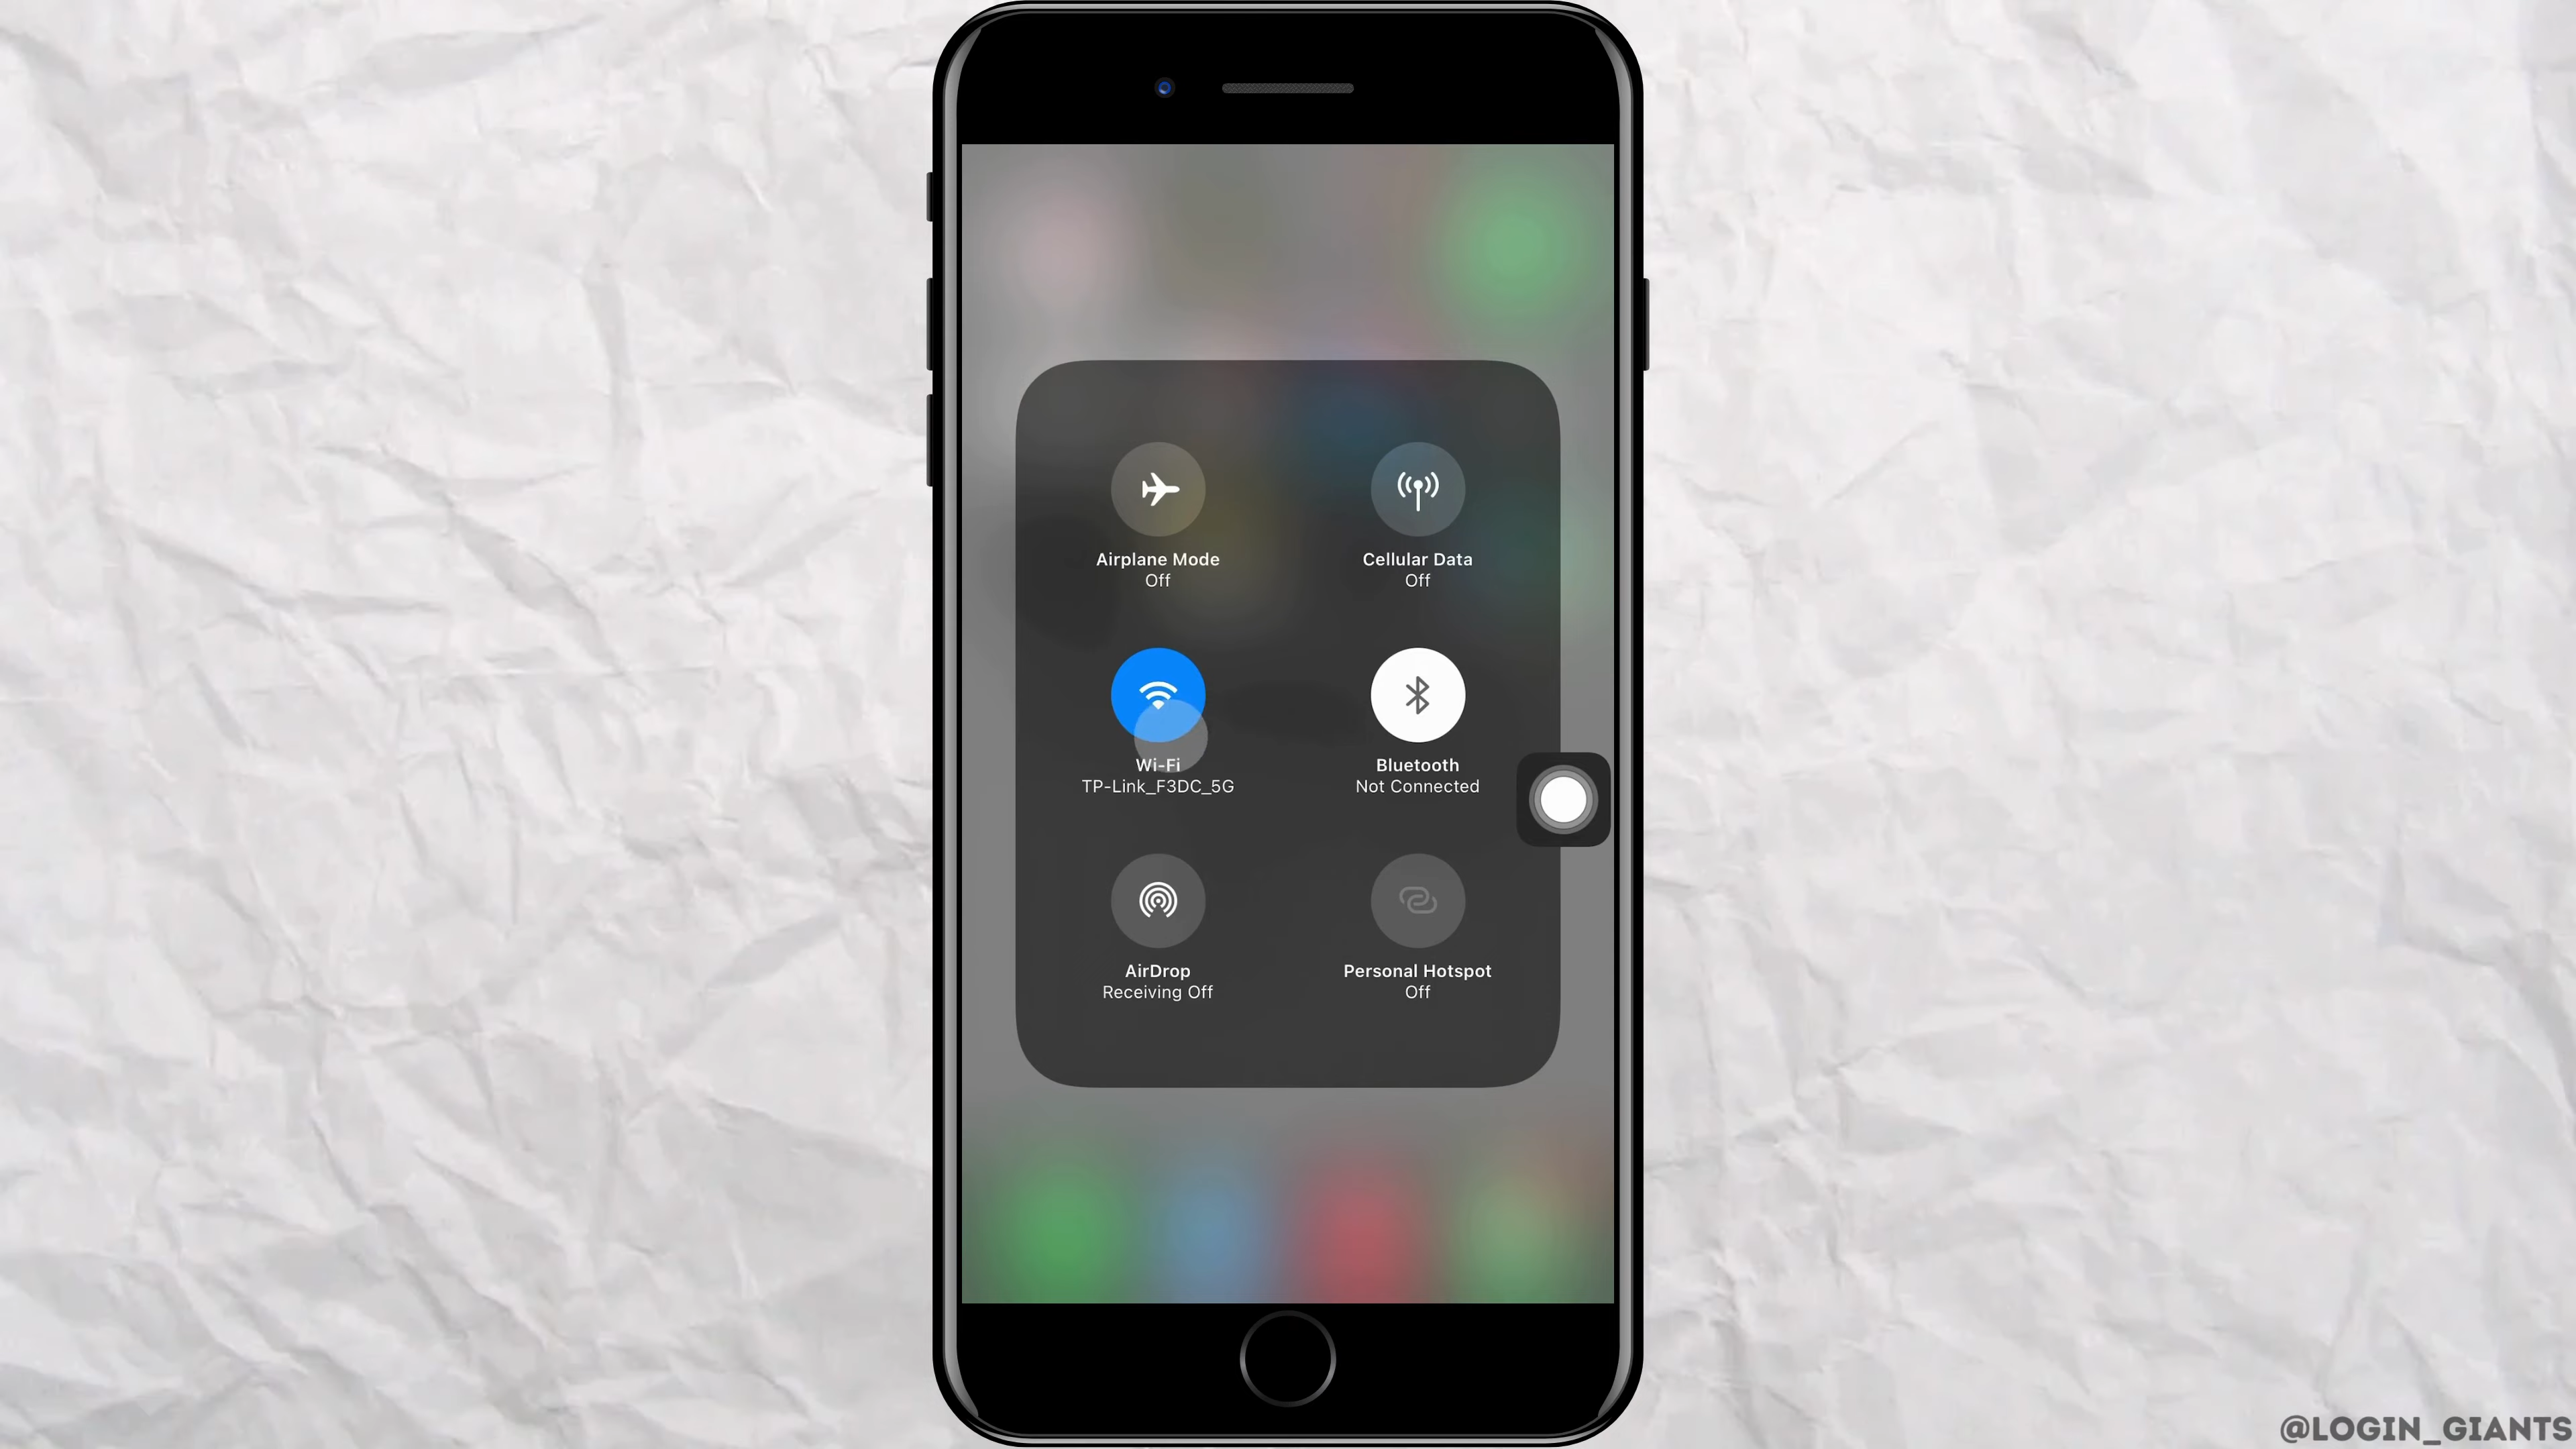 Airplane Mode
Off
Cellular Data
Off
Wi-Fi
TP-Link_F3DC_5G
Bluetooth
Not Connected
AirDrop
Receiving Off
Personal Hotspot
Off
@LOGIN_GIANTS